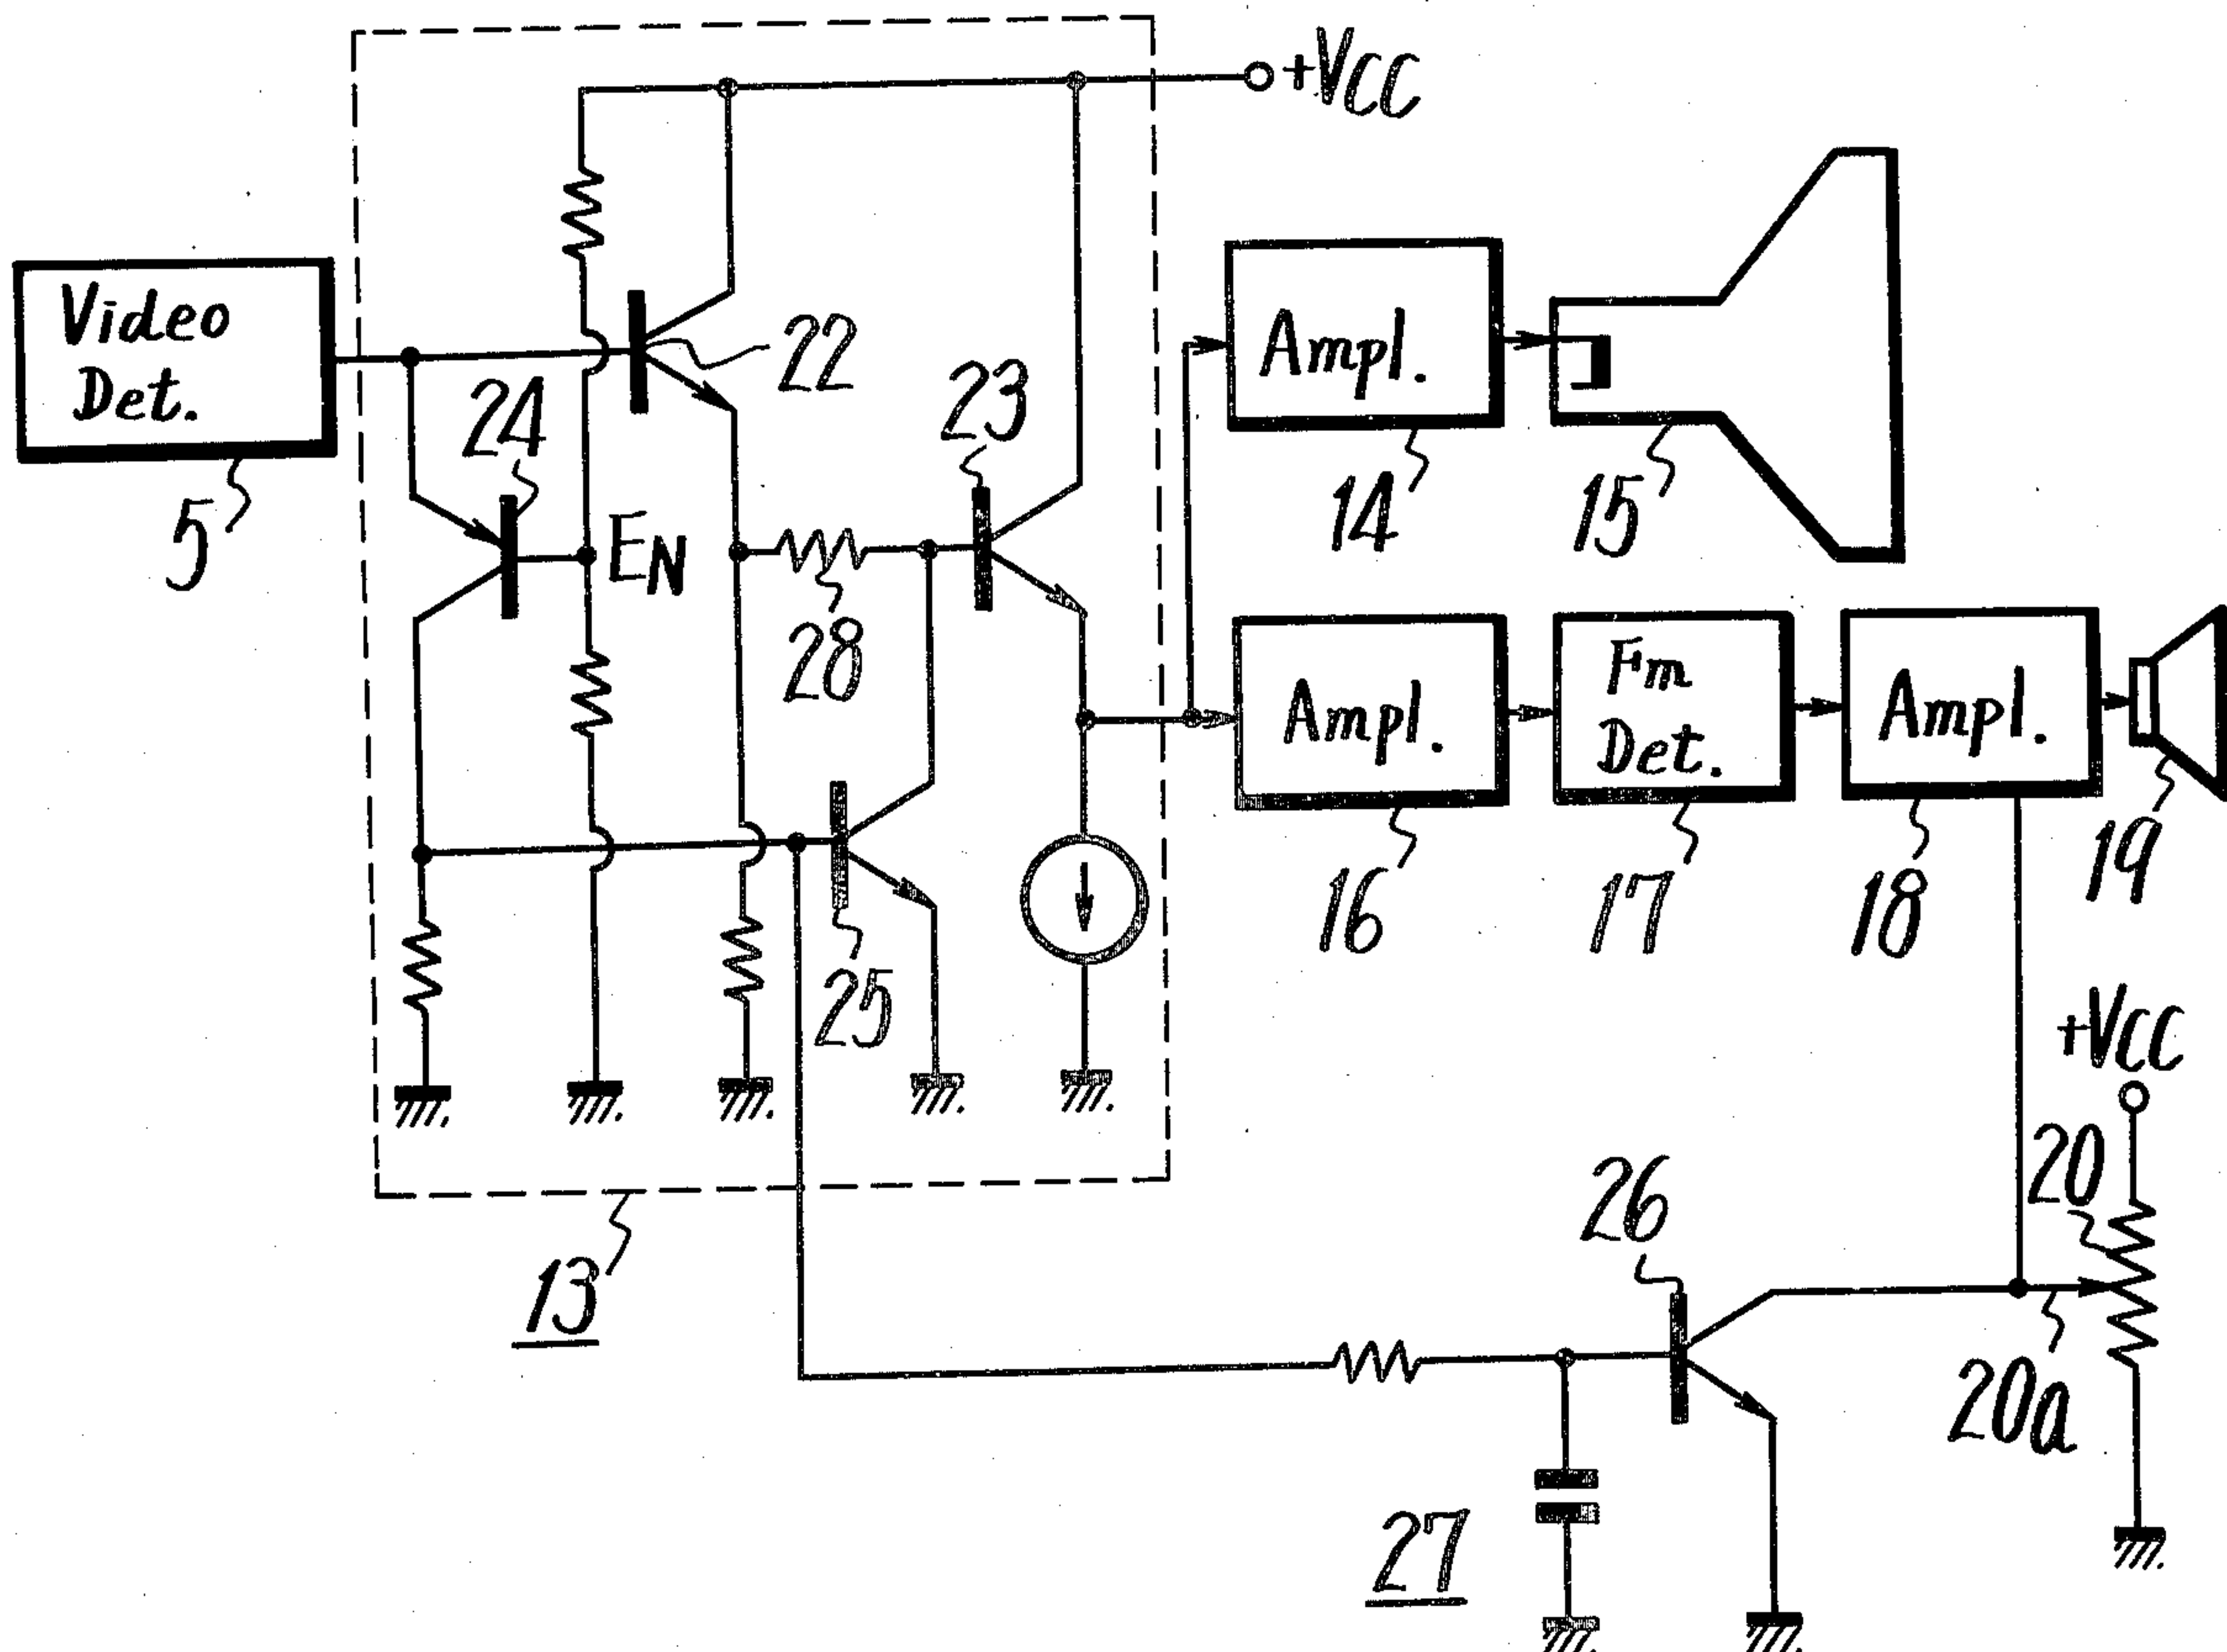 +VCC
Video
Det.
5
24
22
23
EN
28
25
13
Ampl.
14
15
Ampl.
16
Fm
Det.
17
Ampl.
18
19
+VCC
20
20a
26
27